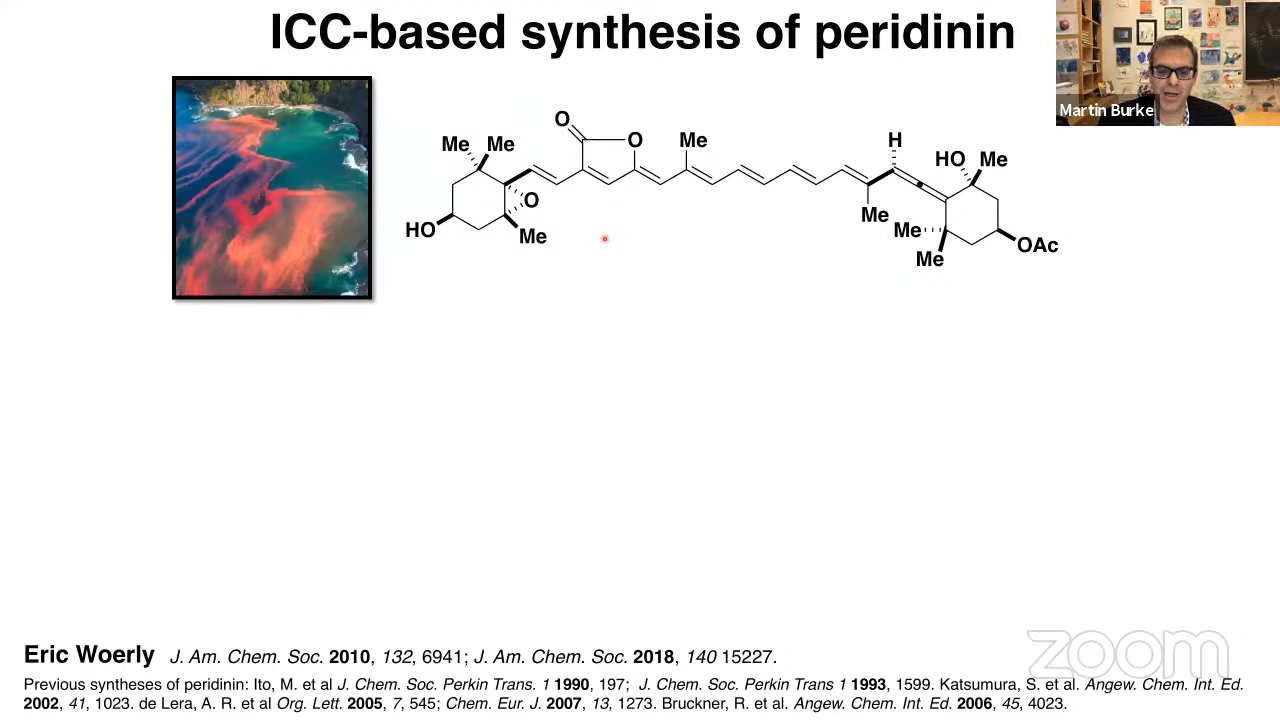 ICC-based synthesis of peridinin
Martin Burke
O
Me Me O Me H HO Me
O
HO Me Me Me OAc
Me
zoom
Eric Woerly J. Am. Chem. Soc. 2010, 132, 6941; J. Am. Chem. Soc. 2018, 140 15227.
Previous syntheses of peridinin: Ito, M. et al J. Chem. Soc. Perkin Trans. 1 1990, 197; J. Chem. Soc. Perkin Trans 1 1993, 1599. Katsumura, S. et al. Angew. Chem. Int. Ed.
2002, 41, 1023. de Lera, A. R. et al Org. Lett. 2005, 7, 545; Chem. Eur. J. 2007, 13, 1273. Bruckner, R. et al. Angew. Chem. Int. Ed. 2006, 45, 4023.